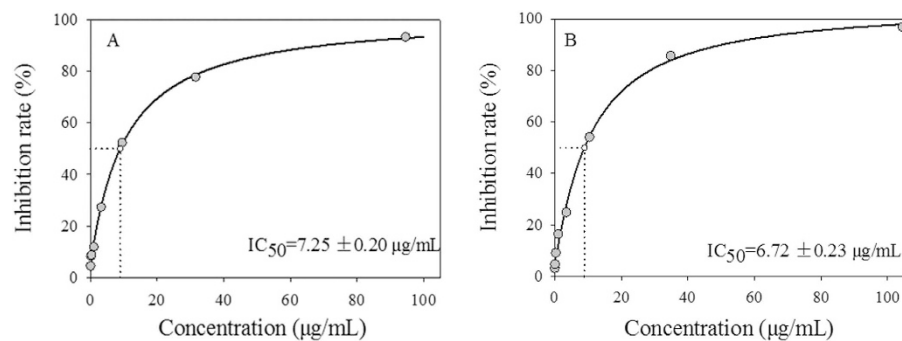 A
Inhibition rate (%)
100
80
60
40
20
0
IC50=7.25 ±0.20 μg/mL
0 20 40 60 80 100
Concentration (μg/mL)
B
Inhibition rate (%)
100
80
60
40
20
0
IC50=6.72 ±0.23 μg/mL
0 20 40 60 80 100
Concentration (μg/mL)